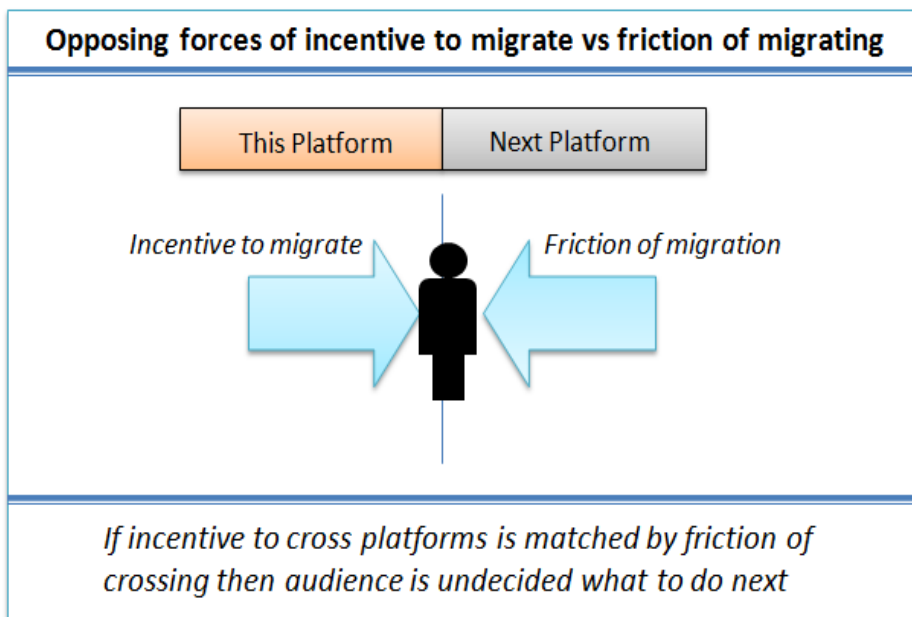 Opposing forces of incentive to migrate vs friction of migrating
This Platform
Next Platform
Incentive to migrate
Friction of migration
If incentive to cross platforms is matched by friction of
crossing then audience is undecided what to do next